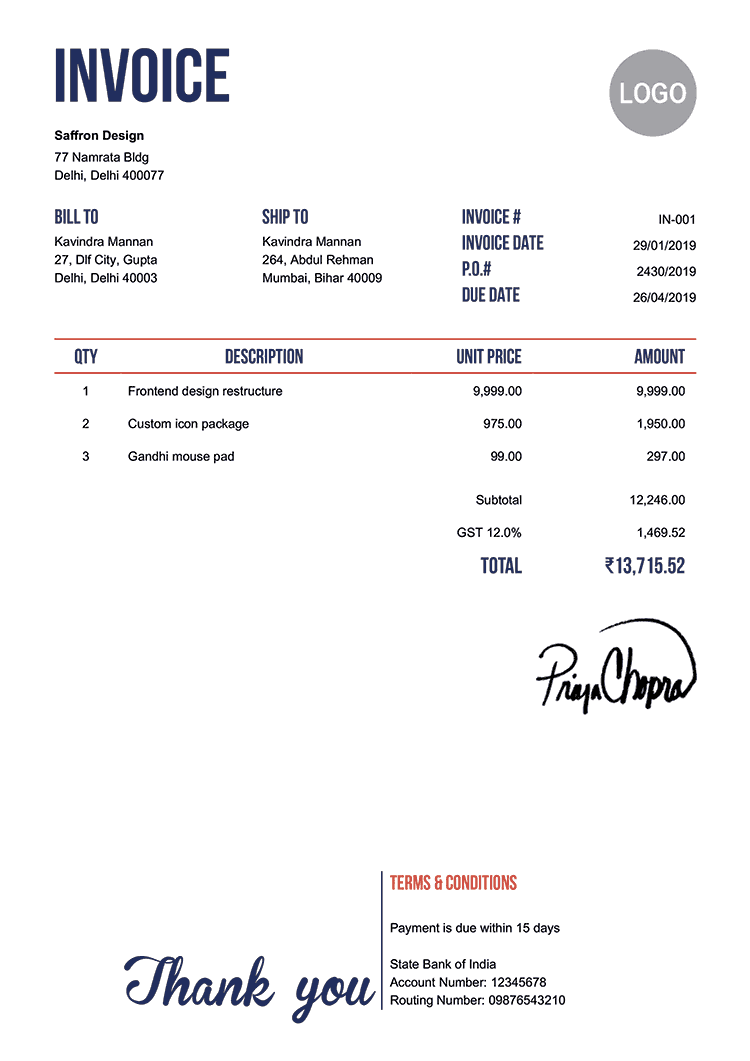 INVOICE
LOGO
Saffron Design
77 Namrata Bldg
Delhi, Delhi 400077
BILL TO
Kavindra Mannan
27, Dlf City, Gupta
Delhi, Delhi 40003
SHIP TO
Kavindra Mannan
264, Abdul Rehman
Mumbai, Bihar 40009
INVOICE # IN-001
INVOICE DATE 29/01/2019
P.O.# 2430/2019
DUE DATE 26/04/2019
QTY DESCRIPTION UNIT PRICE AMOUNT
1 Frontend design restructure 9,999.00 9,999.00
2 Custom icon package 975.00 1,950.00
3 Gandhi mouse pad 99.00 297.00
Subtotal 12,246.00
GST 12.0% 1,469.52
TOTAL ₹13,715.52
Priya Chopra
TERMS & CONDITIONS
Payment is due within 15 days
State Bank of India
Account Number: 12345678
Routing Number: 09876543210
Thank you